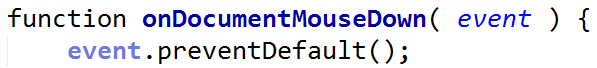 function onDocumentMouseDown( event ) {
    event.preventDefault();